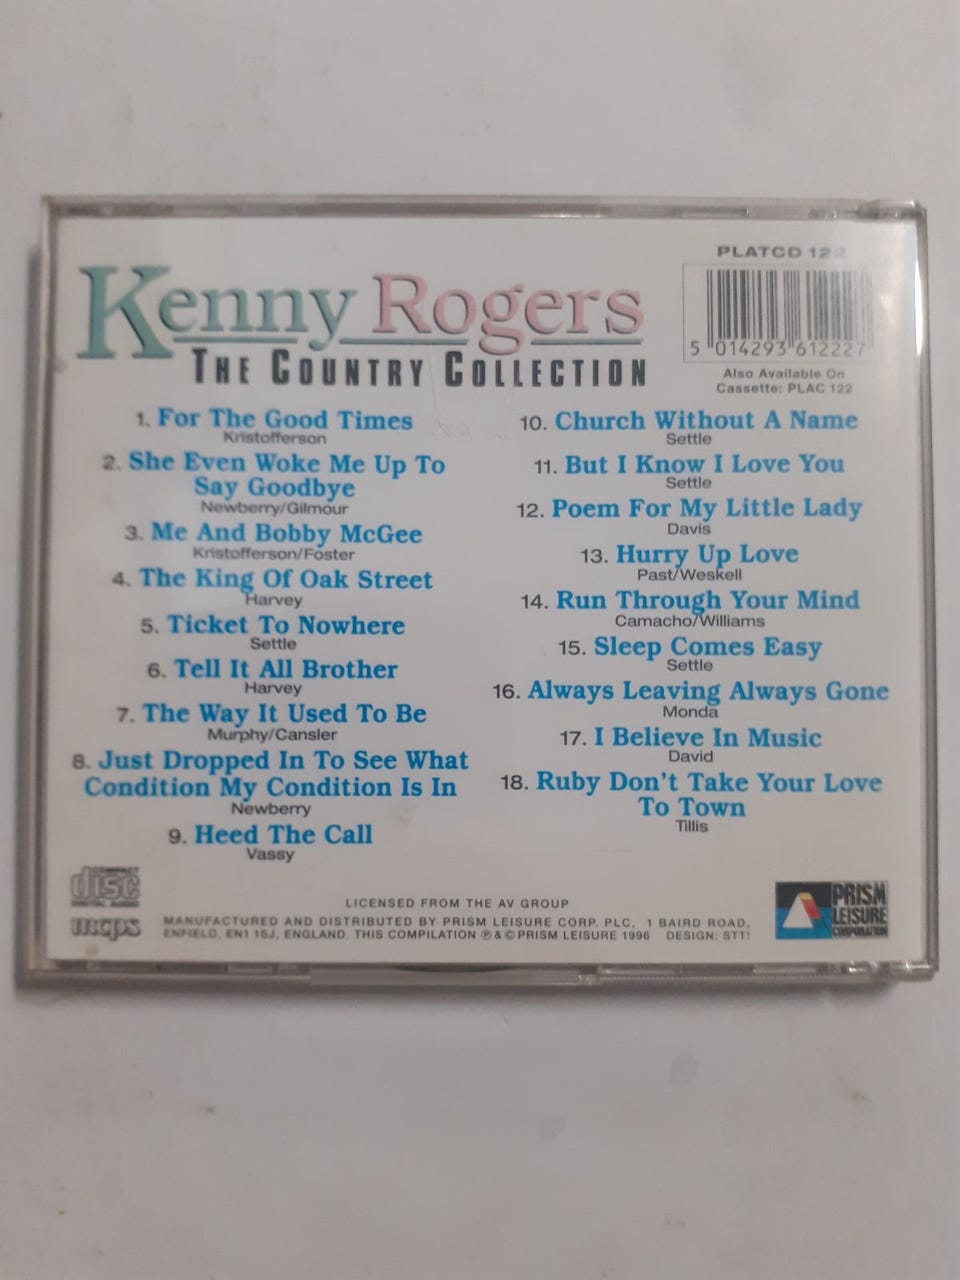 Kenny Rogers
THE COUNTRY COLLECTION
PLATCD 122
5 014293 612227
Also Available On
Cassette: PLAC 122
1. For The Good Times
Kristofferson
2. She Even Woke Me Up To
Say Goodbye
Newberry/Gilmour
3. Me And Bobby McGee
Kristofferson/Foster
4. The King Of Oak Street
Harvey
5. Ticket To Nowhere
Settle
6. Tell It All Brother
Harvey
7. The Way It Used To Be
Murphy/Cansler
8. Just Dropped In To See What
Condition My Condition Is In
Newberry
9. Heed The Call
Vassy
10. Church Without A Name
Settle
11. But I Know I Love You
Settle
12. Poem For My Little Lady
Davis
13. Hurry Up Love
Past/Weskell
14. Run Through Your Mind
Camacho/Williams
15. Sleep Comes Easy
Settle
16. Always Leaving Always Gone
Monda
17. I Believe In Music
David
18. Ruby Don't Take Your Love
To Town
Tillis
COMPACT
disc
DIGITAL AUDIO
mcps
LICENSED FROM THE AV GROUP
MANUFACTURED AND DISTRIBUTED BY PRISM LEISURE CORP. PLC, 1 BAIRD ROAD,
ENFIELD, EN1 1SJ, ENGLAND. THIS COMPILATION ℗ & © PRISM LEISURE 1996 DESIGN: STT!
PRISM
LEISURE
CORPORATION